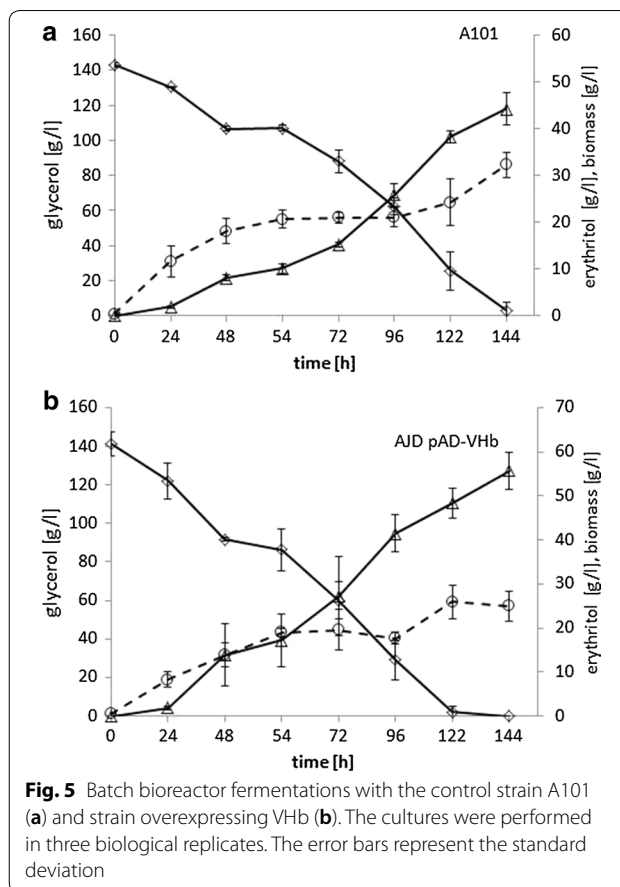 a
A101
160
140
120
100
80
60
40
20
0
glycerol [g/l]
60
50
40
30
20
10
0
erythritol [g/l], biomass [g/l]
0 24 48 54 72 96 122 144
time [h]
b
AJD pAD-VHb
160
140
120
100
80
60
40
20
0
glycerol [g/l]
70
60
50
40
30
20
10
0
erythritol [g/l], biomass [g/l]
0 24 48 54 72 96 122 144
time [h]
Fig. 5 Batch bioreactor fermentations with the control strain A101
(a) and strain overexpressing VHb (b). The cultures were performed
in three biological replicates. The error bars represent the standard
deviation